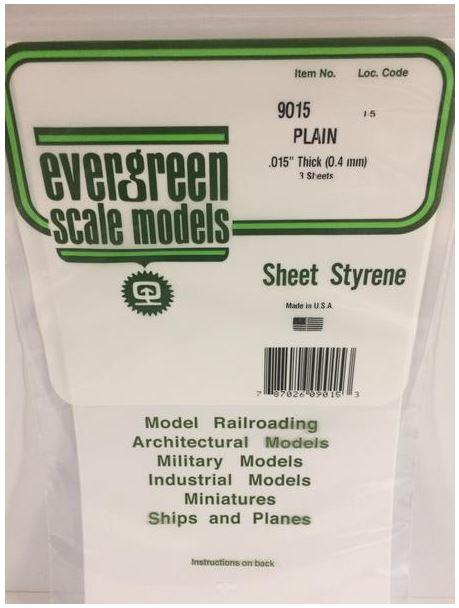 Item No. Loc. Code
9015 15
PLAIN
.015" Thick (0.4 mm)
3 Sheets
evergreen
scale models
Sheet Styrene
Made in U.S.A.
7 87026 09015 3
Model Railroading
Architectural Models
Military Models
Industrial Models
Miniatures
Ships and Planes
Instructions on back